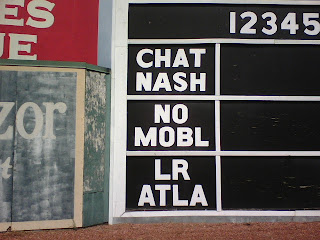 ES
UE
zor
12345
CHAT
NASH
NO
MOBL
LR
ATLA